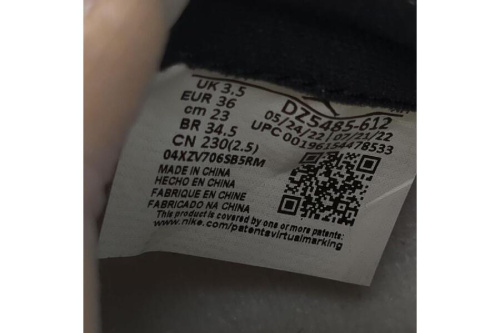 UK 3.5
EUR 36
cm 23
BR 34.5
CN 230(2.5)
04XZV706SB5RM
DZ5485-612
05/24/22 07/21/22
UPC 00196154478533
MADE IN CHINA
HECHO EN CHINA
FABRIQUE EN CHINE
FABRICADO NA CHINA
This product is covered by one or more patents:
www.nike.com/patentsvirtualmarking